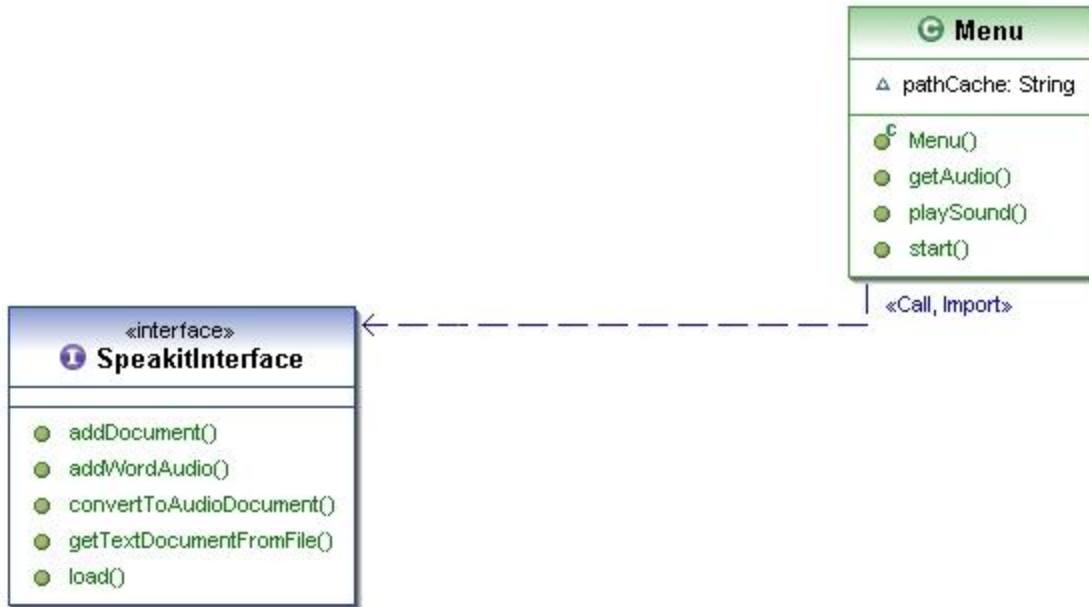 Menu
pathCache: String
Menu()
getAudio()
playSound()
start()
«Call, Import»
«interface»
SpeakitInterface
addDocument()
addWordAudio()
convertToAudioDocument()
getTextDocumentFromFile()
load()